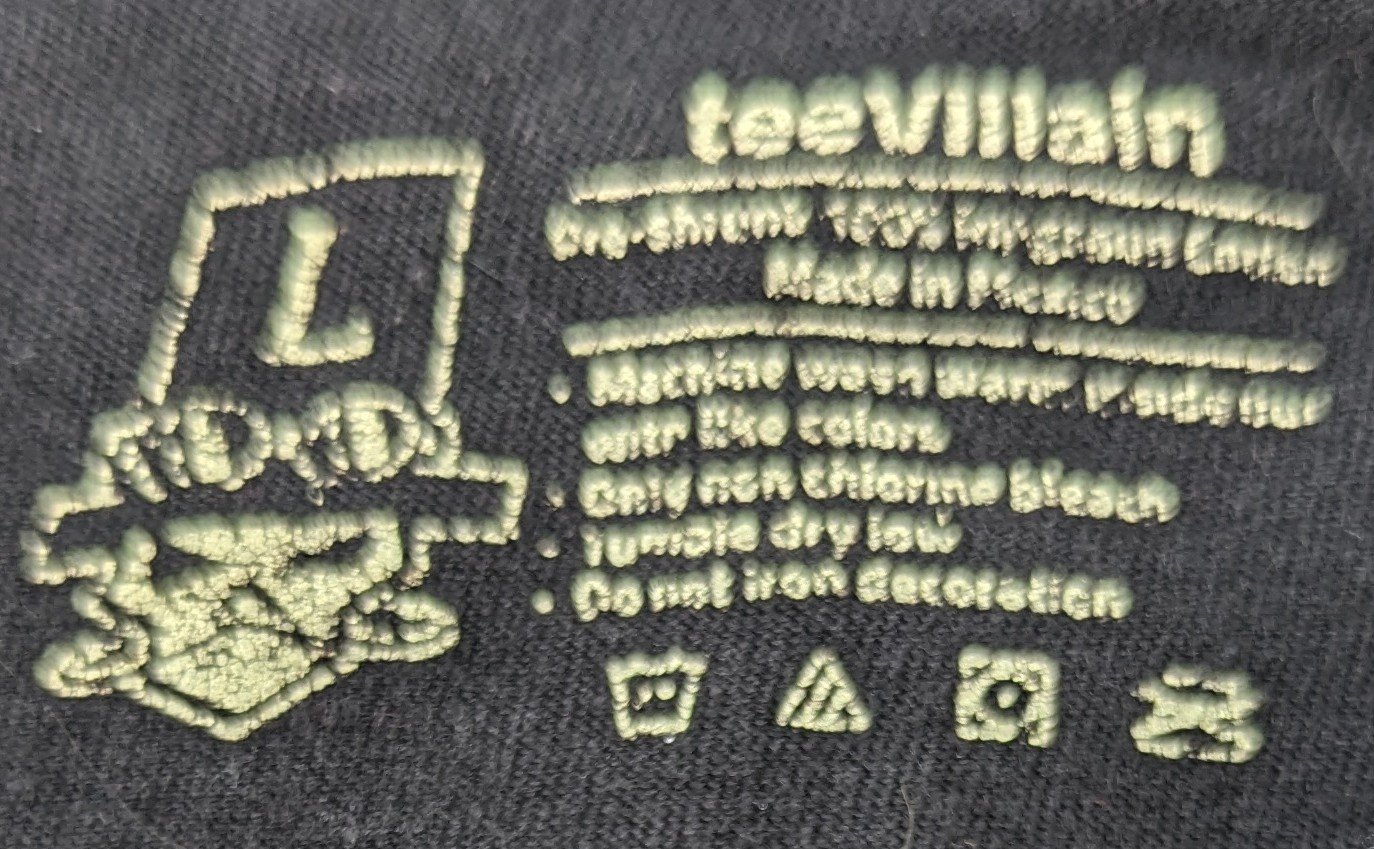 L
teeVillain
Pre-shrunk 100% Ringspun Cotton
Made in Mexico
Machine wash warm inside out
with like colors
Only non chlorine bleach
Tumble dry low
Do not iron decoration